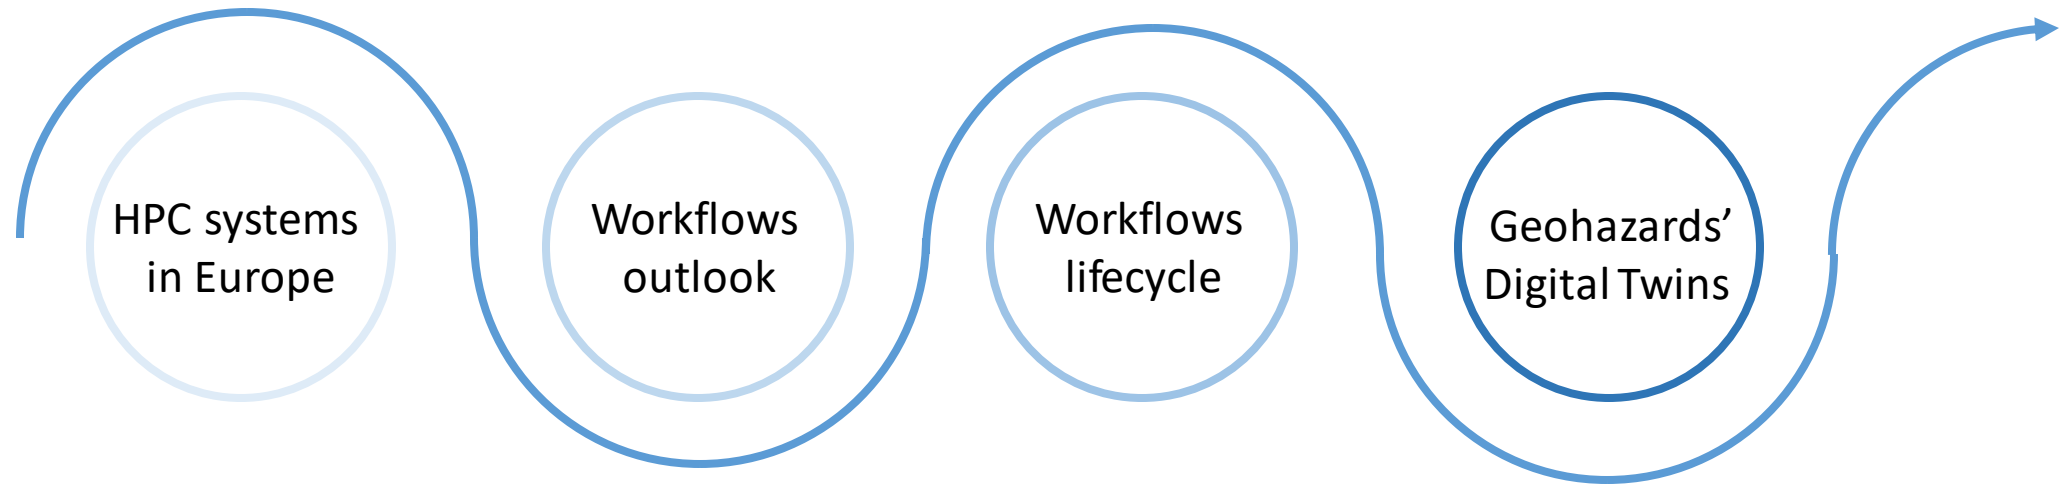 HPC systems
in Europe
Workflows
outlook
Workflows
lifecycle
Geohazards’
Digital Twins